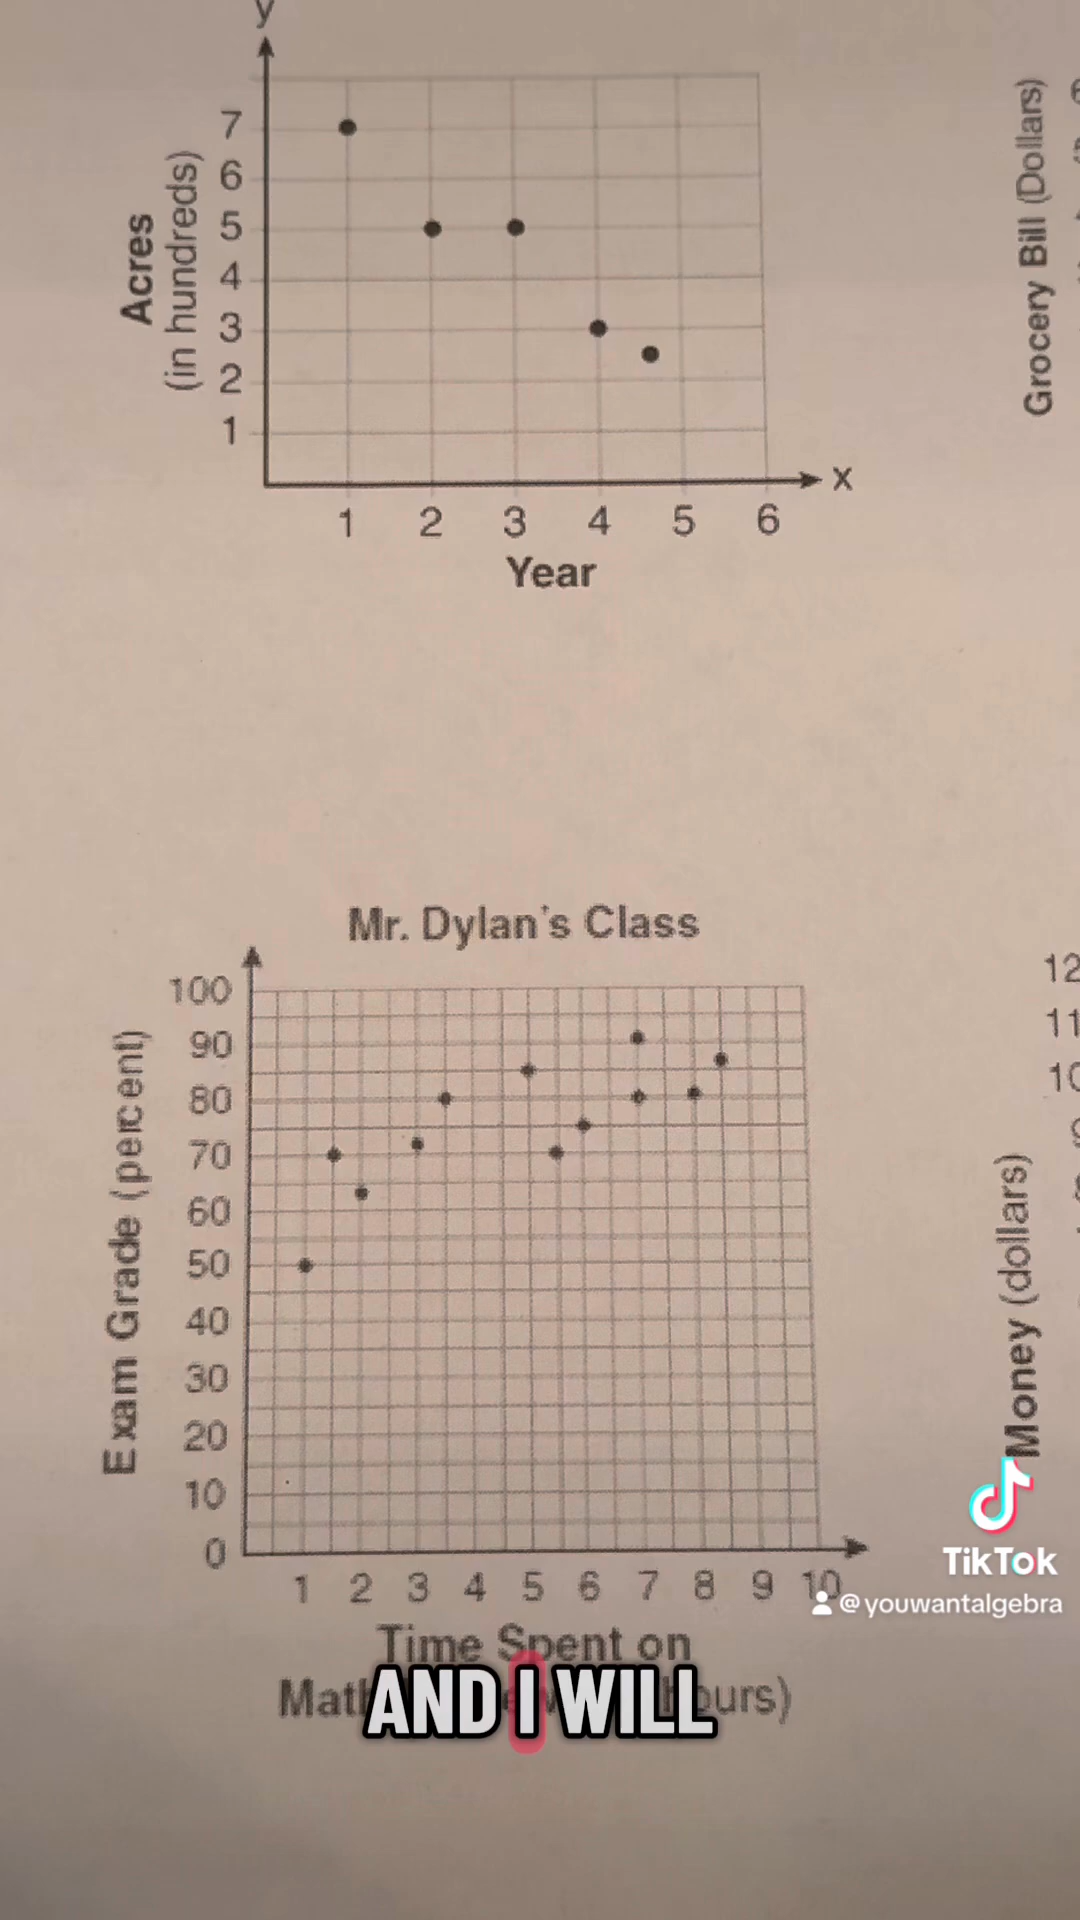 y
7
6
5
4
3
2
1
Acres
(in hundreds)
x
1 2 3 4 5 6
Year
Grocery Bill (Dollars)
Mr. Dylan's Class
100
90
80
70
60
50
40
30
20
10
0
Exam Grade (percent)
1 2 3 4 5 6 7 8 9 10
Time Spent on
12
11
Money (dollars)
TikTok
@youwantalgebra
AND I WILL